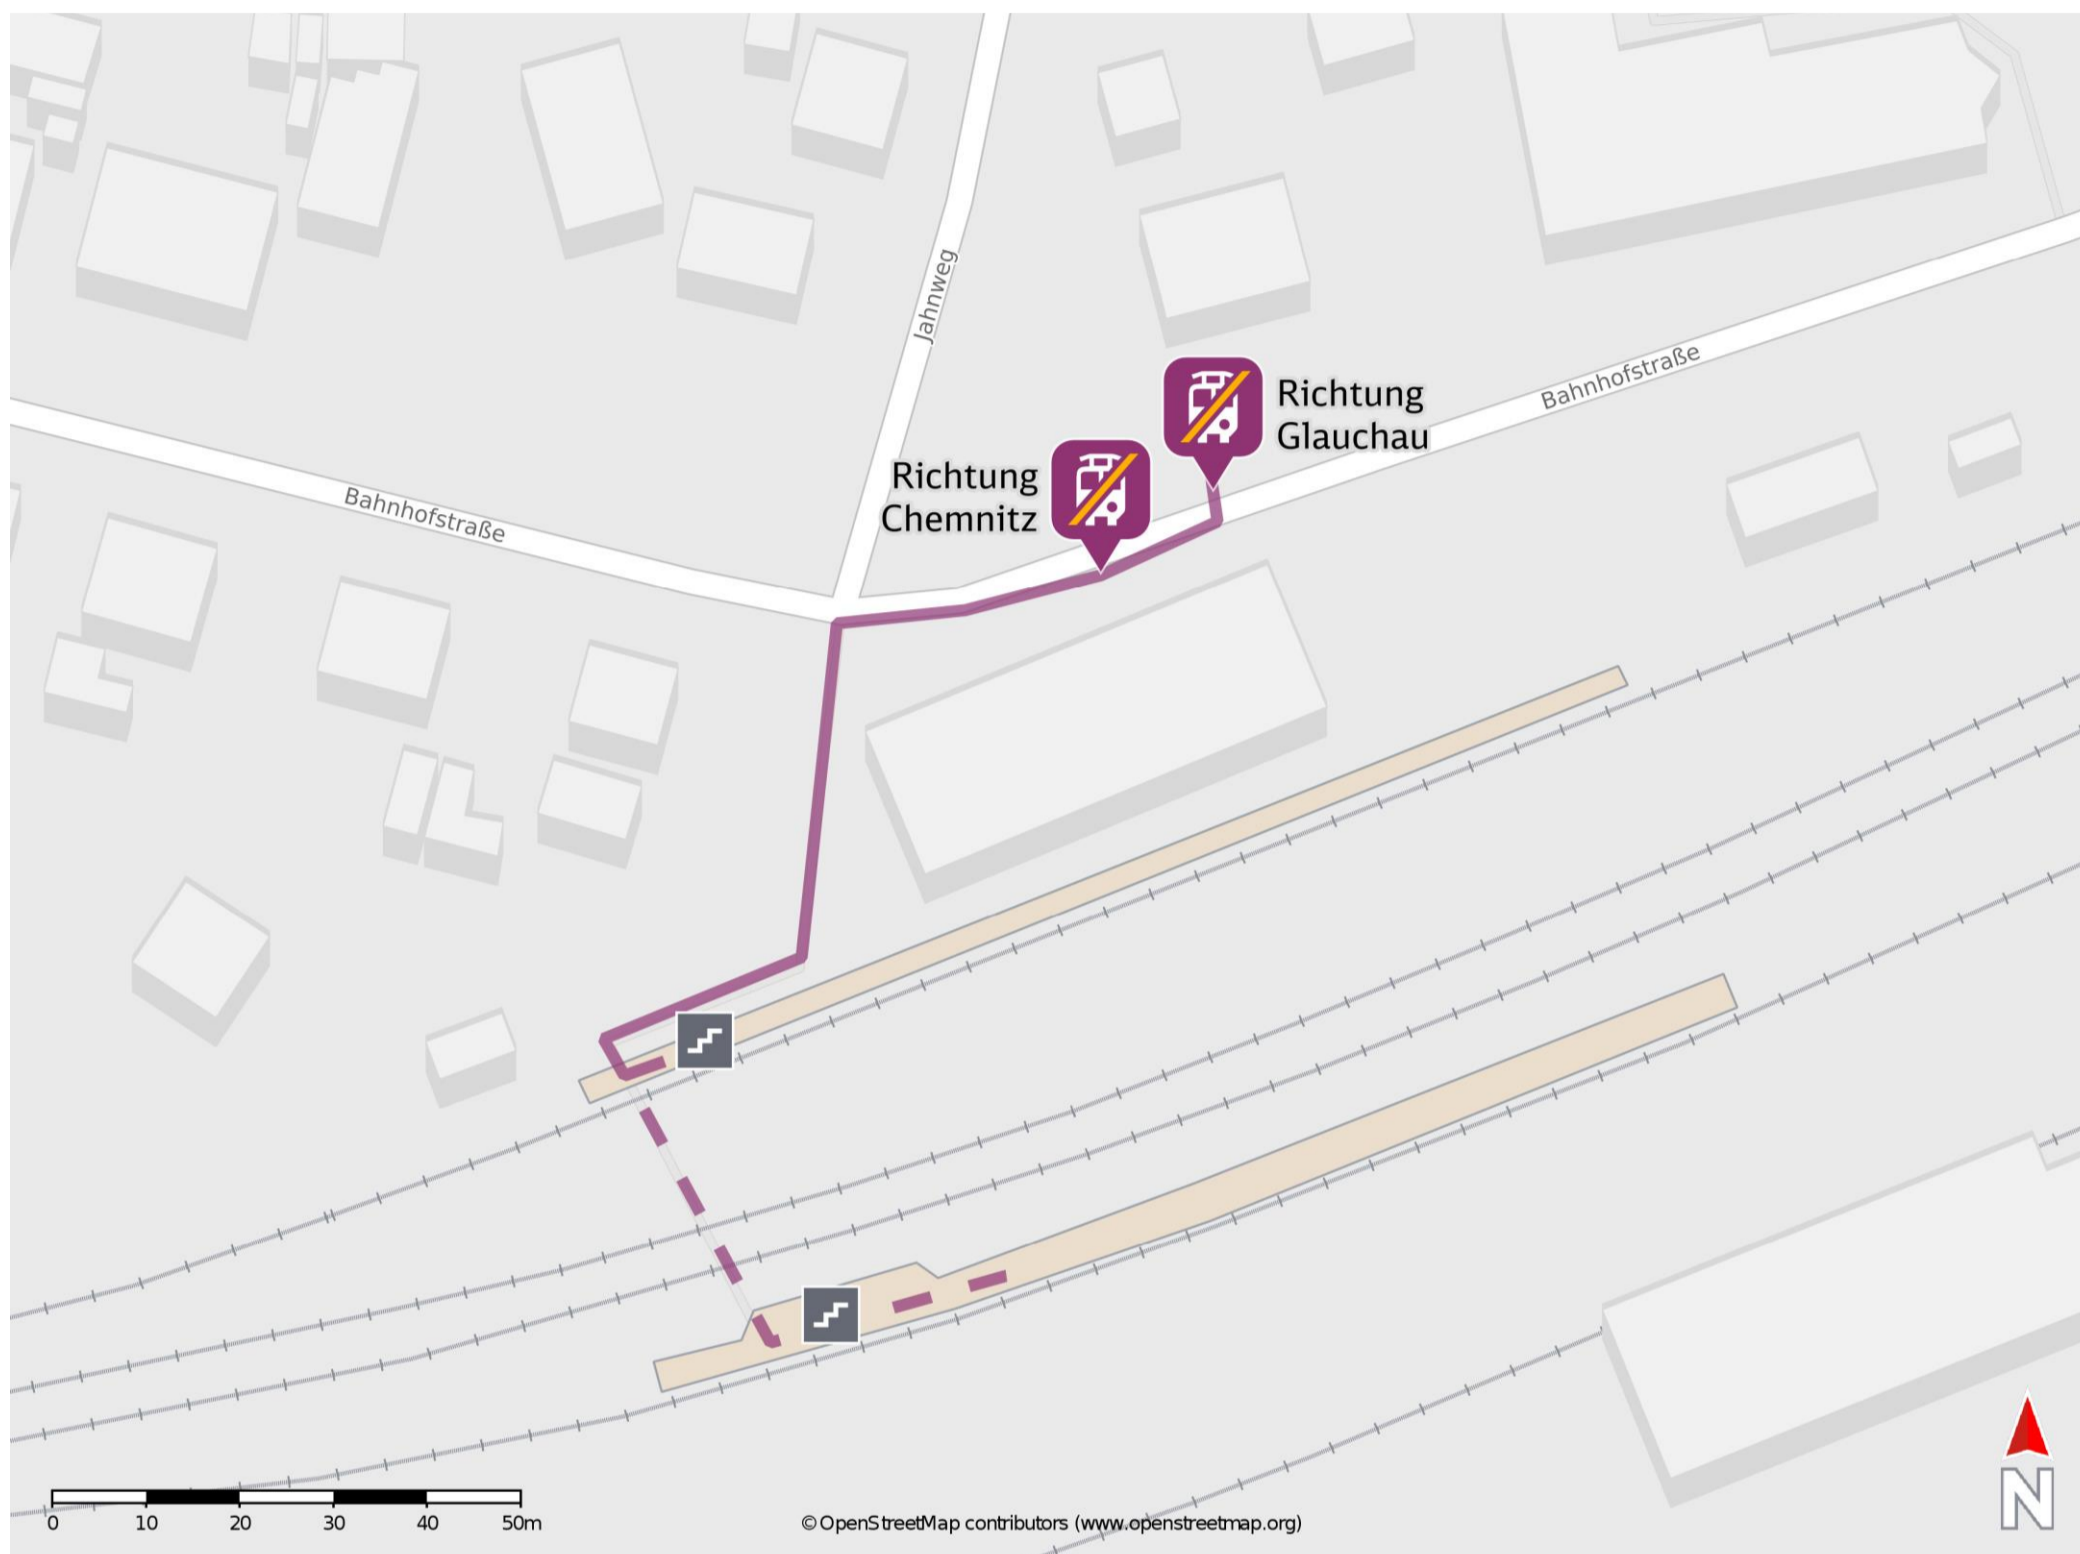 Jahnweg
Richtung
Glauchau
Bahnhofstraße
Richtung
Chemnitz
Bahnhofstraße
0 10 20 30 40 50m
© OpenStreetMap contributors (www.openstreetmap.org)
N